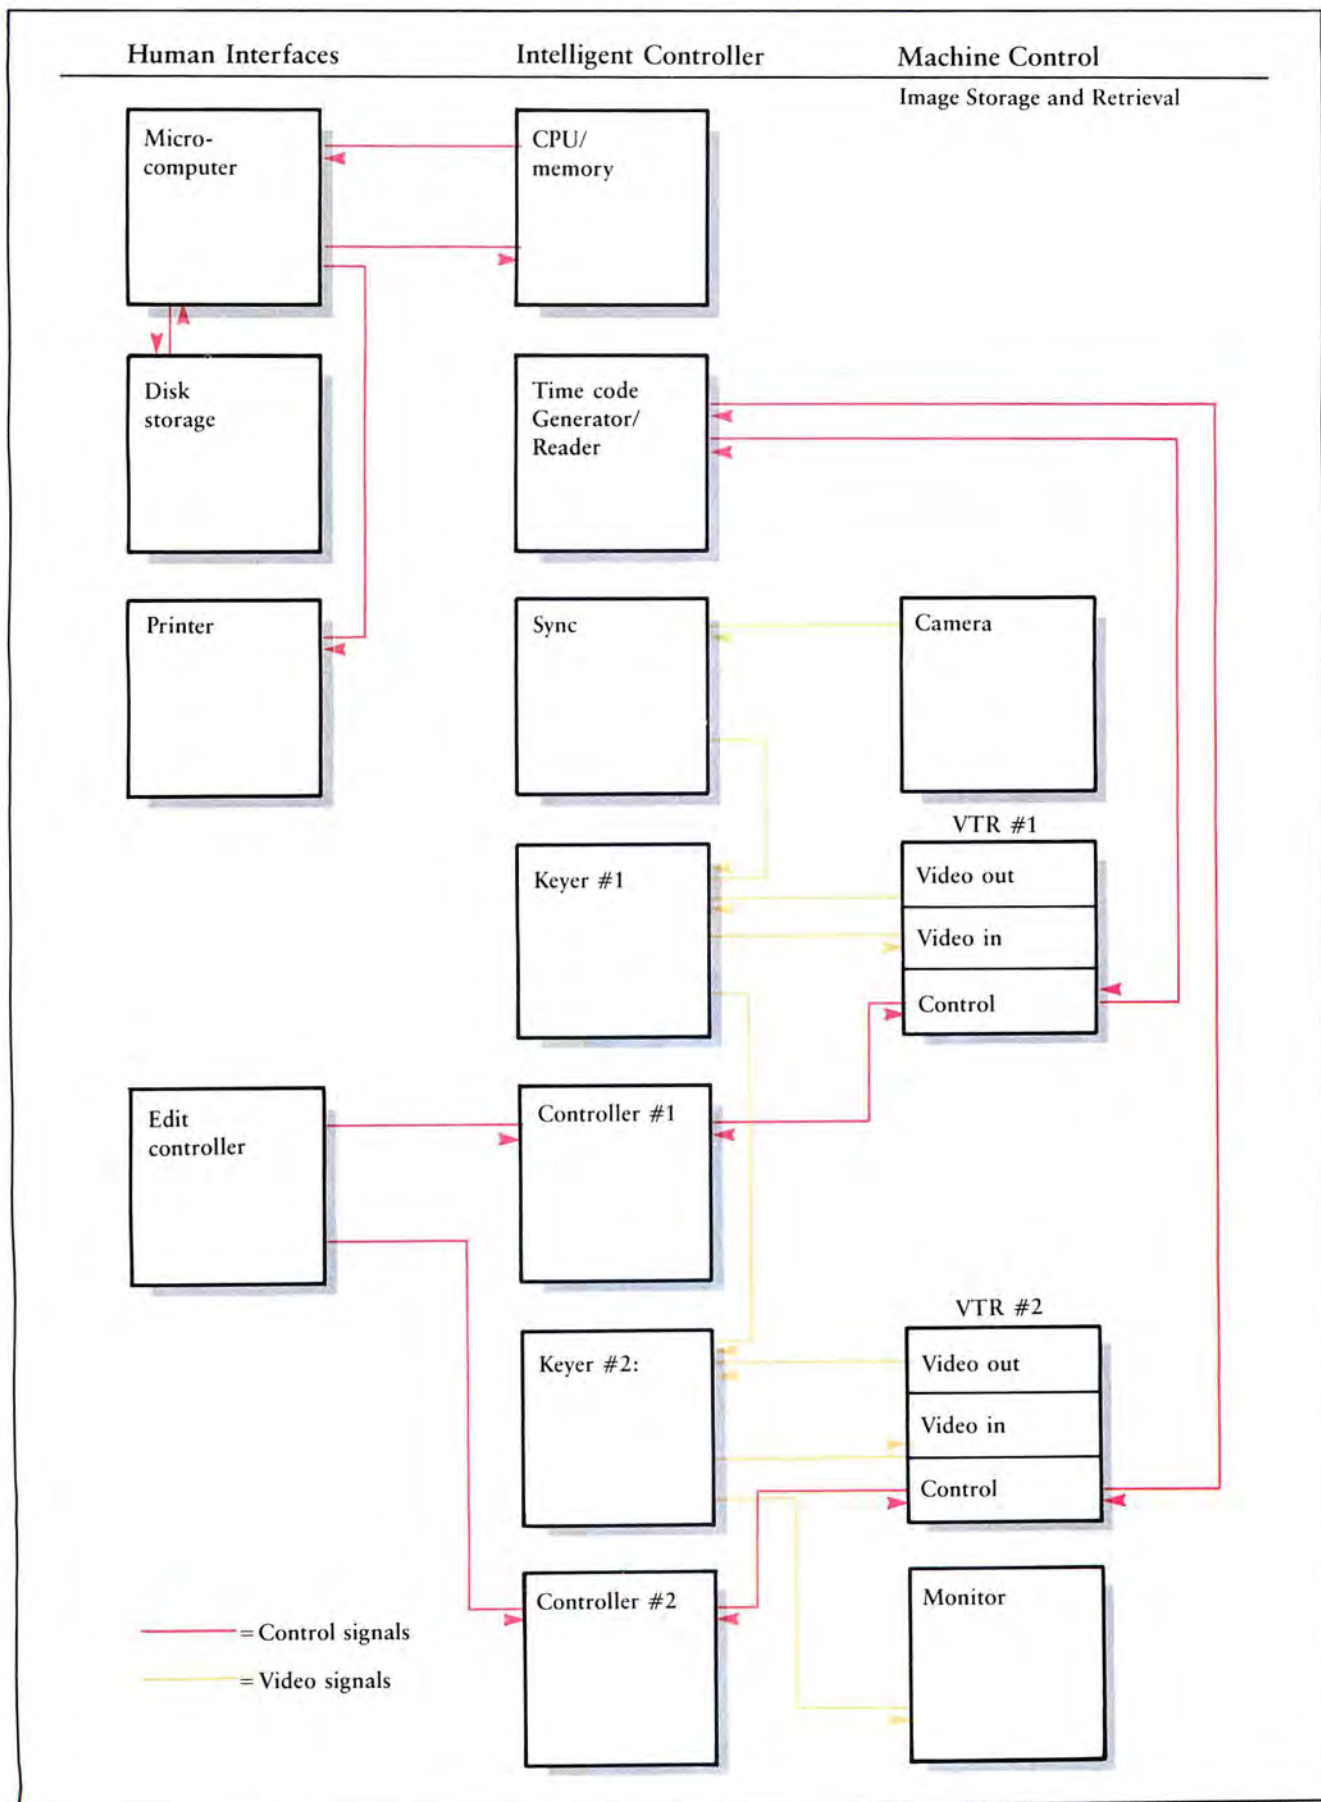 Human Interfaces
Intelligent Controller
Machine Control
Image Storage and Retrieval
Micro-
computer
CPU/
memory
Disk
storage
Time code
Generator/
Reader
Printer
Sync
Camera
VTR #1
Keyer #1
Video out
Video in
Control
Edit
controller
Controller #1
VTR #2
Keyer #2:
Video out
Video in
Control
Controller #2
Monitor
= Control signals
= Video signals